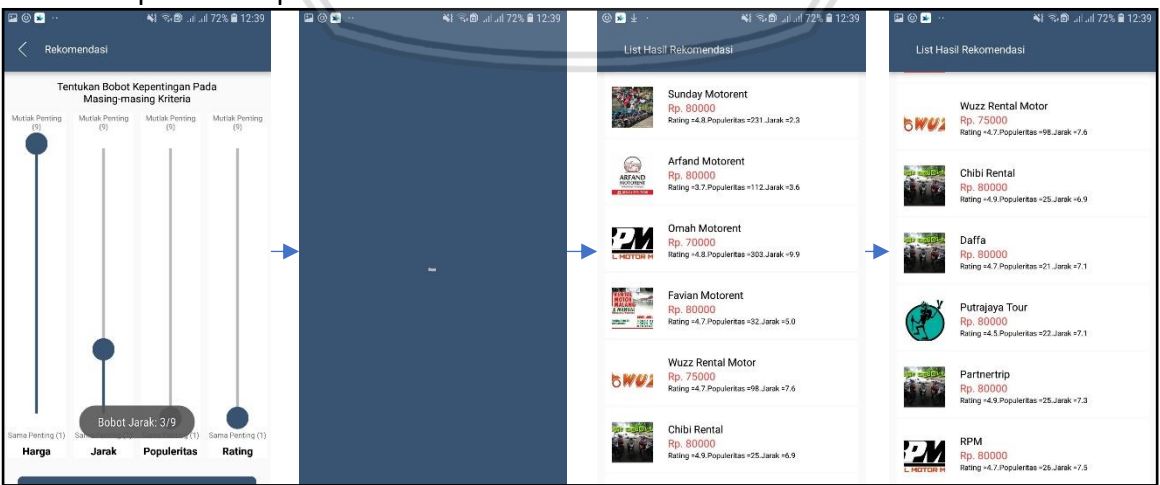 72% 12:39
Rekomendasi
Tentukan Bobot Kepentingan Pada
Masing-masing Kriteria
Mutlak Penting
(9)
Mutlak Penting
(9)
Mutlak Penting
(9)
Mutlak Penting
(9)
Bobot Jarak: 3/9
Sama Penting (1)
Sama Penting (1)
Harga
Jarak
Populeritas
Rating
72% 12:39
72% 12:39
List Hasil Rekomendasi
Sunday Motorent
Rp. 80000
Rating =4.8.Populeritas =231.Jarak =2.3
ARFAND
Arfand Motorent
Rp. 80000
Rating =3.7.Populeritas =112.Jarak =3.6
PM
L MOTOR M
Omah Motorent
Rp. 70000
Rating =4.8.Populeritas =303.Jarak =9.9
Favian Motorent
Rp. 80000
Rating =4.7.Populeritas =32.Jarak =5.0
WUZ
Wuzz Rental Motor
Rp. 75000
Rating =4.7.Populeritas =98.Jarak =7.6
Chibi Rental
Rp. 80000
Rating =4.9.Populeritas =25.Jarak =6.9
72% 12:39
List Hasil Rekomendasi
WUZ
Wuzz Rental Motor
Rp. 75000
Rating =4.7.Populeritas =98.Jarak =7.6
Chibi Rental
Rp. 80000
Rating =4.9.Populeritas =25.Jarak =6.9
Daffa
Rp. 80000
Rating =4.7.Populeritas =21.Jarak =7.1
Putrajaya Tour
Rp. 80000
Rating =4.5.Populeritas =22.Jarak =7.1
Partnertrip
Rp. 80000
Rating =4.9.Populeritas =25.Jarak =7.3
PM
L MOTOR M
RPM
Rp. 80000
Rating =4.7.Populeritas =26.Jarak =7.5